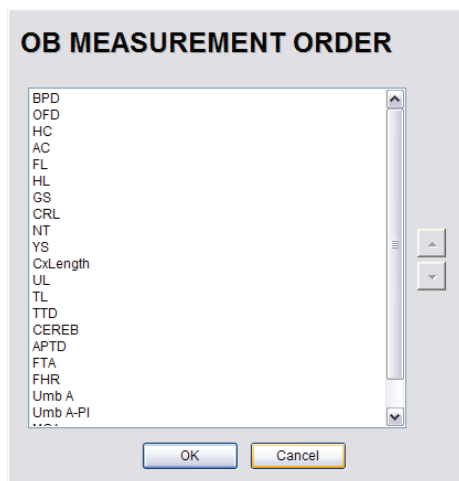 OB MEASUREMENT ORDER
BPD
OFD
HC
AC
FL
HL
GS
CRL
NT
YS
CxLength
UL
TL
TTD
CEREB
APTD
FTA
FHR
Umb A
Umb A-PI
OK Cancel